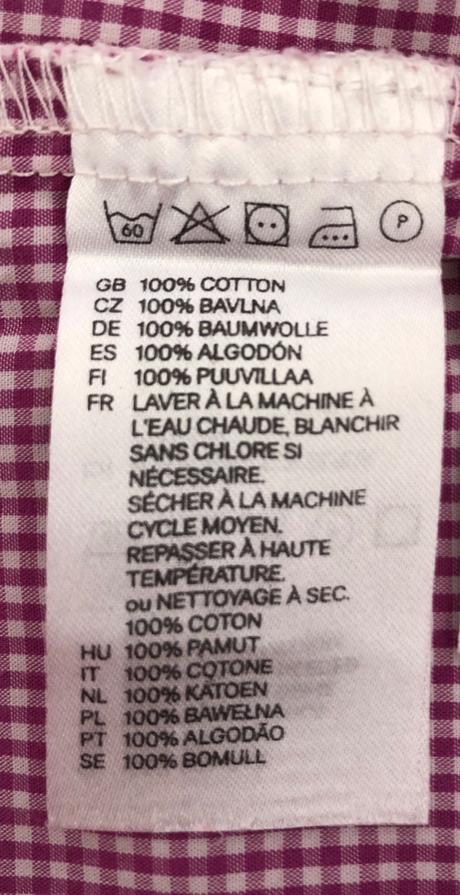 60 P
GB 100% COTTON
CZ 100% BAVLNA
DE 100% BAUMWOLLE
ES 100% ALGODÓN
FI 100% PUUVILLAA
FR LAVER À LA MACHINE À
L'EAU CHAUDE, BLANCHIR
SANS CHLORE SI
NÉCESSAIRE.
SÉCHER À LA MACHINE
CYCLE MOYEN.
REPASSER À HAUTE
TEMPÉRATURE.
ou NETTOYAGE À SEC.
100% COTON
HU 100% PAMUT
IT 100% COTONE
NL 100% KATOEN
PL 100% BAWEŁNA
PT 100% ALGODÃO
SE 100% BOMULL